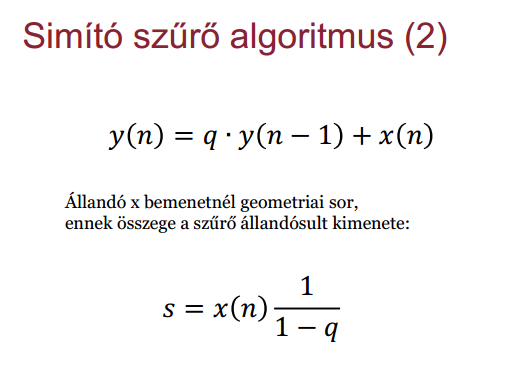 Simító szűrő algoritmus (2)
y(n) = q · y(n − 1) + x(n)
Állandó x bemenetnél geometriai sor,
ennek összege a szűrő állandósult kimenete:
s = x(n) 1/(1 − q)